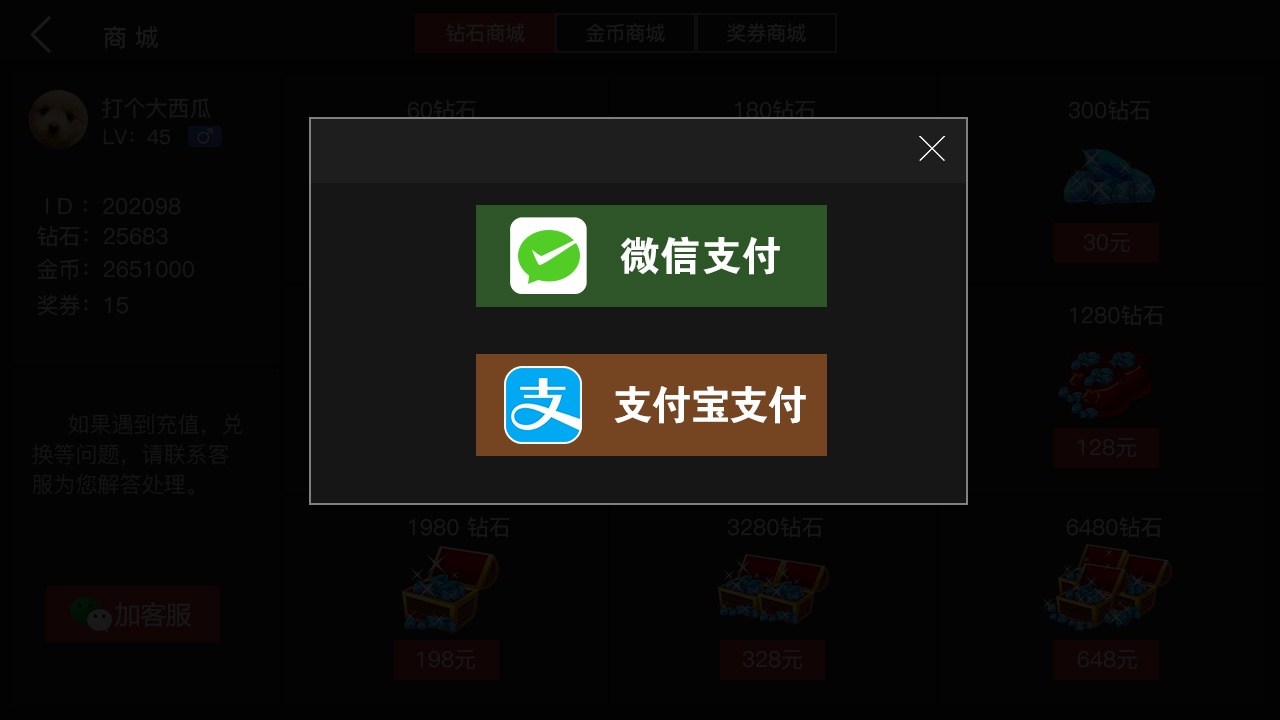 商 城
钻石商城
金币商城
奖券商城
打个大西瓜
LV: 45
ID: 202098
钻石: 25683
金币: 2651000
奖券: 15
如果遇到充值，兑
换等问题，请联系客
服为您解答处理。
加客服
60钻石
180钻石
300钻石
30元
微信支付
支付宝支付
1280钻石
128元
1980 钻石
198元
3280钻石
328元
6480钻石
648元